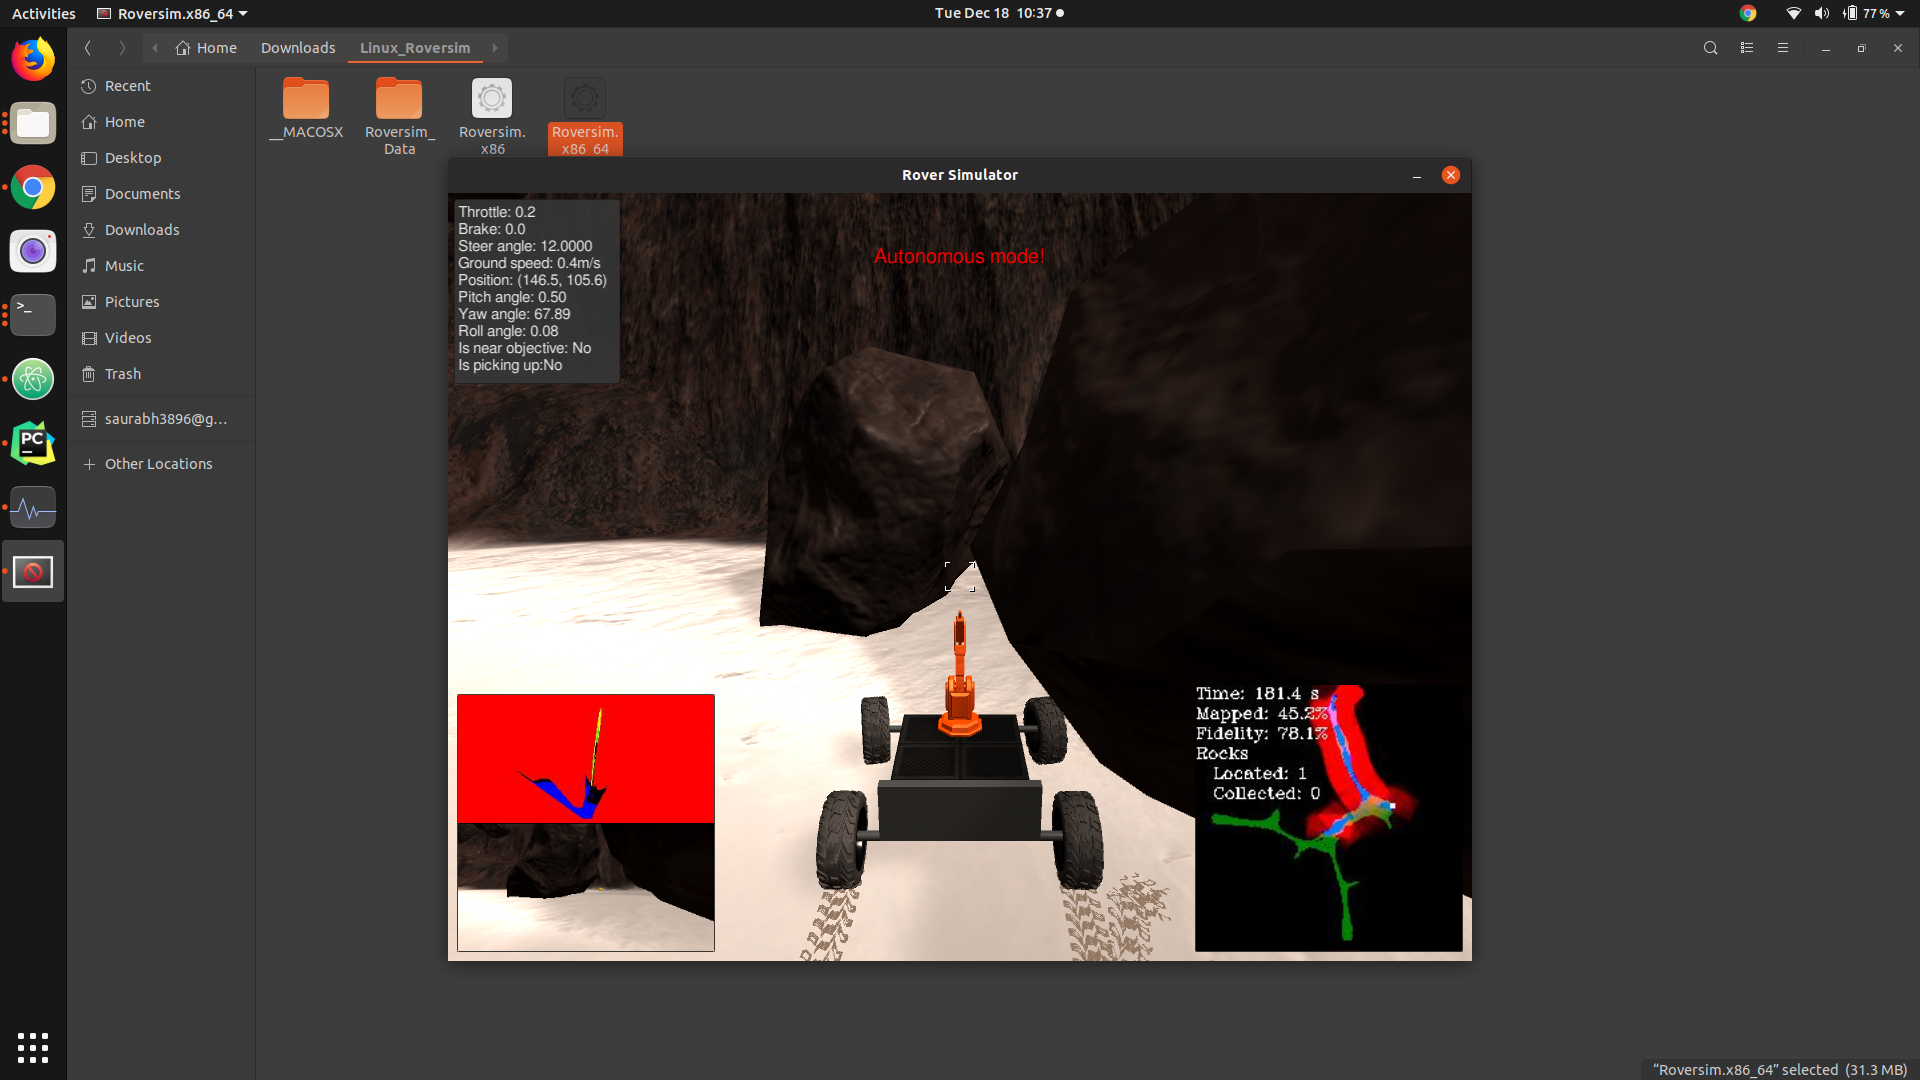 Activities
Roversim.x86_64
Tue Dec 18 10:37
77 %
Home
Downloads
Linux_Roversim
Recent
Home
Desktop
Documents
Downloads
Music
Pictures
Videos
Trash
saurabh3896@g...
Other Locations
__MACOSX
Roversim_
Data
Roversim.
x86
Roversim.
x86_64
Rover Simulator
Throttle: 0.2
Brake: 0.0
Steer angle: 12.0000
Ground speed: 0.4m/s
Position: (146.5, 105.6)
Pitch angle: 0.50
Yaw angle: 67.89
Roll angle: 0.08
Is near objective: No
Is picking up:No
Autonomous mode!
Time: 181.4 s
Mapped: 45.2%
Fidelity: 78.1%
Rocks
Located: 1
Collected: 0
PC
>_
"Roversim.x86_64" selected (31.3 MB)